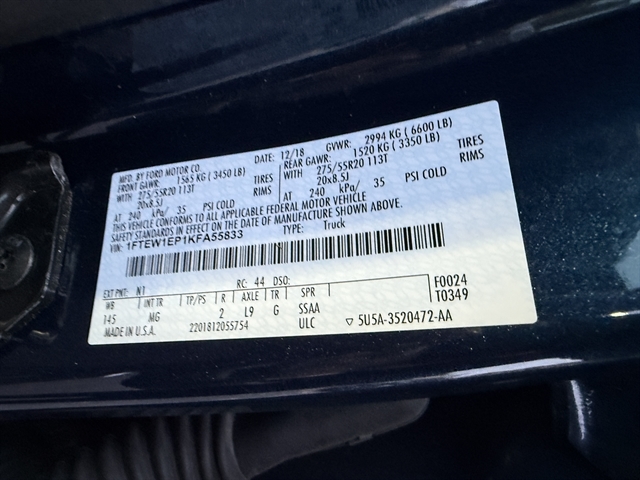 MFD. BY FORD MOTOR CO. DATE: 12/18 GVWR: 2994 KG ( 6600 LB)
FRONT GAWR: 1565 KG ( 3450 LB) REAR GAWR: 1520 KG ( 3350 LB)
WITH 275/55R20 113T TIRES WITH 275/55R20 113T TIRES
20x8.5J RIMS 20x8.5J RIMS
AT 240 kPa/ 35 PSI COLD AT 240 kPa/ 35 PSI COLD
THIS VEHICLE CONFORMS TO ALL APPLICABLE FEDERAL MOTOR VEHICLE
SAFETY STANDARDS IN EFFECT ON THE DATE OF MANUFACTURE SHOWN ABOVE.
VIN: 1FTEW1EP1KFA55833 TYPE: Truck
EXT PNT: N1 RC: 44 DSO: F0024
WB INT TR TP/PS R AXLE TR SPR T0349
145 MG 2 L9 G SSAA
MADE IN U.S.A. 2201812055754 ULC ▽ 5U5A-3520472-AA